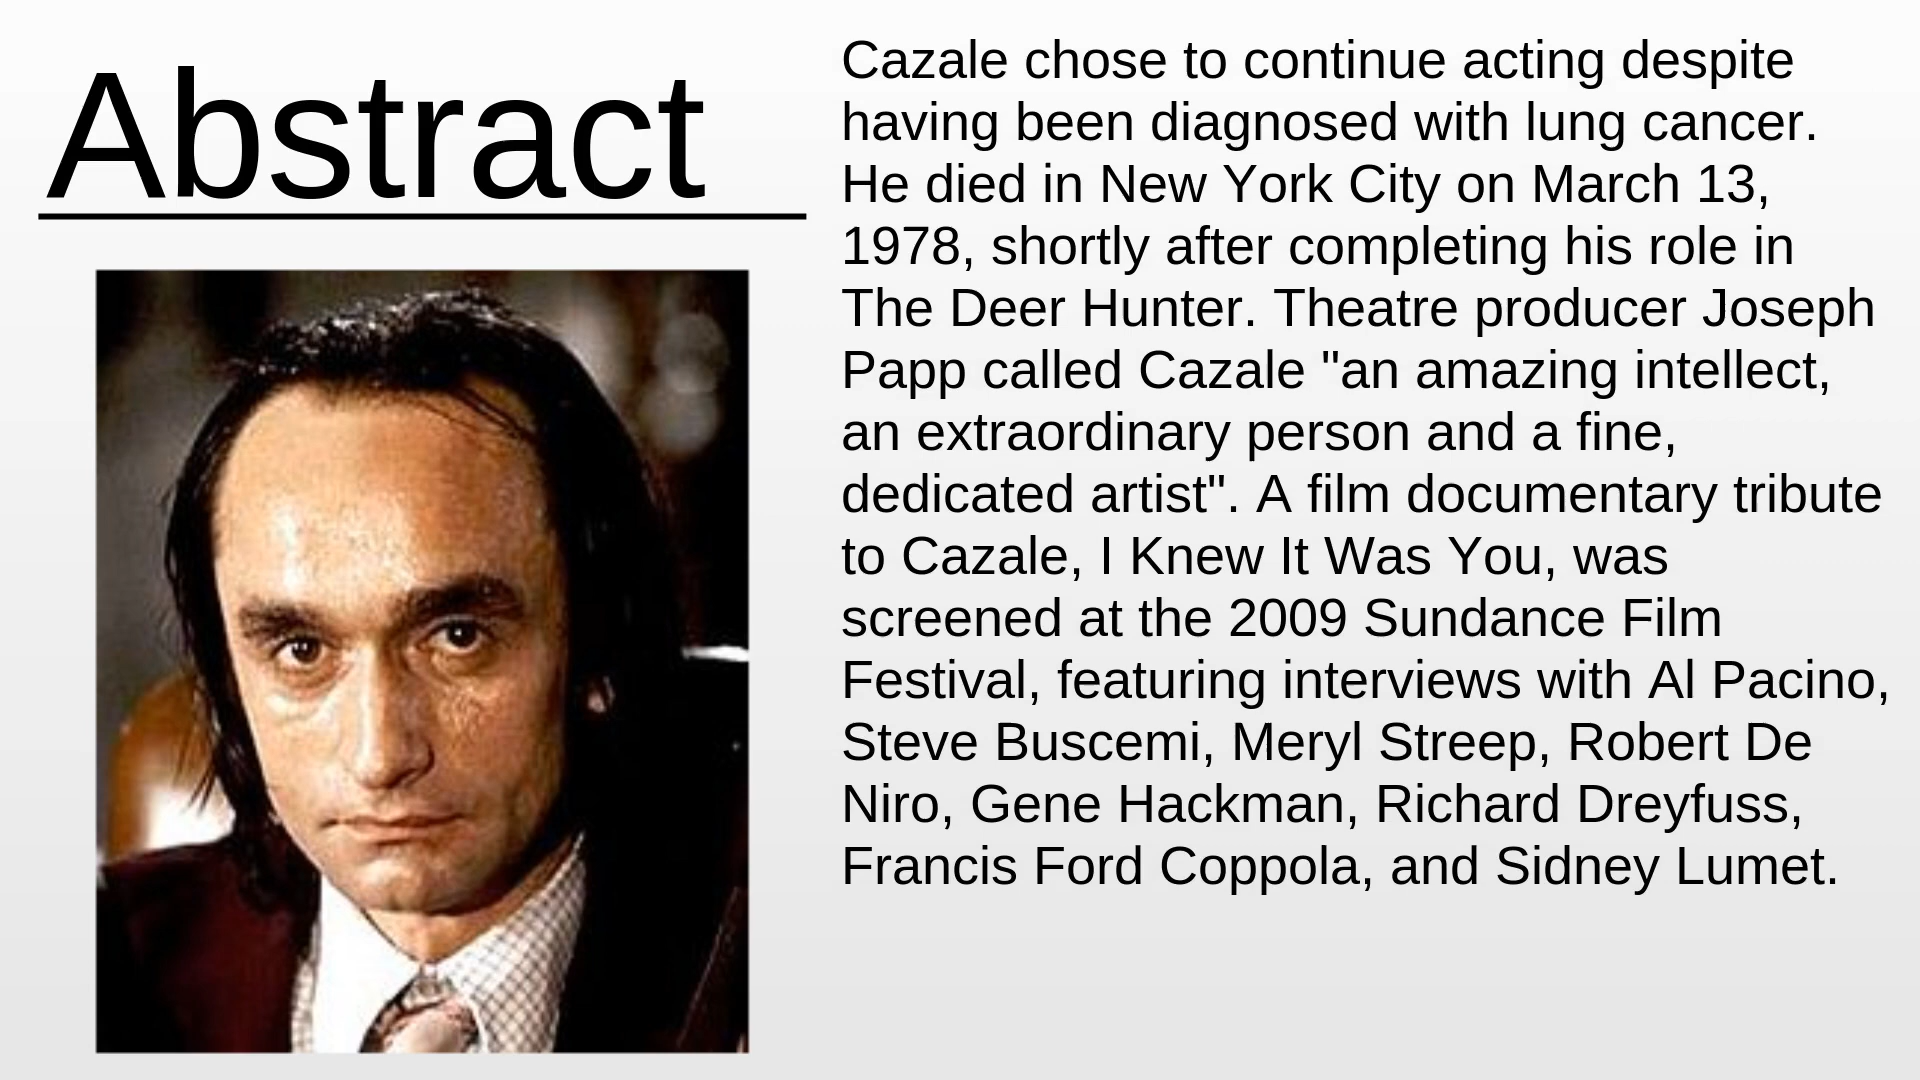 Abstract
Cazale chose to continue acting despite
having been diagnosed with lung cancer.
He died in New York City on March 13,
1978, shortly after completing his role in
The Deer Hunter. Theatre producer Joseph
Papp called Cazale "an amazing intellect,
an extraordinary person and a fine,
dedicated artist". A film documentary tribute
to Cazale, I Knew It Was You, was
screened at the 2009 Sundance Film
Festival, featuring interviews with Al Pacino,
Steve Buscemi, Meryl Streep, Robert De
Niro, Gene Hackman, Richard Dreyfuss,
Francis Ford Coppola, and Sidney Lumet.